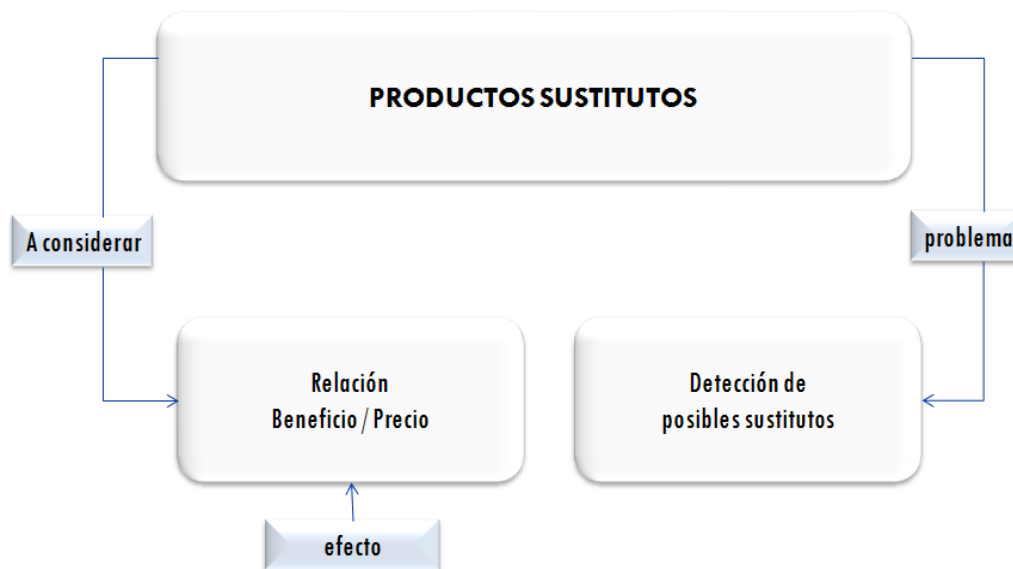 PRODUCTOS SUSTITUTOS
A considerar
problema
Relación
Beneficio / Precio
Detección de
posibles sustitutos
efecto